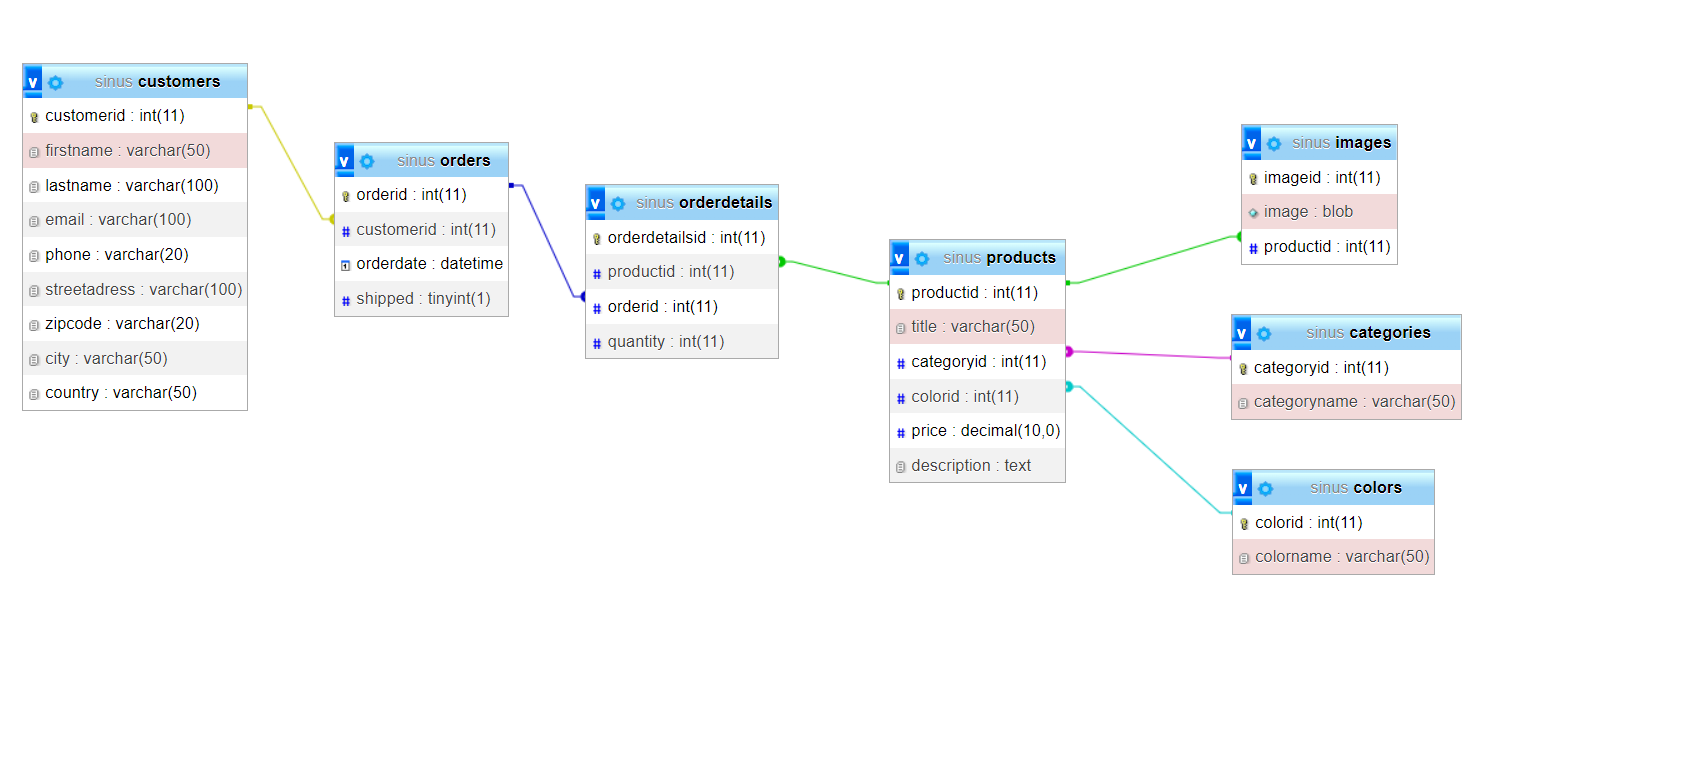 v sinus customers
customerid : int(11)
firstname : varchar(50)
lastname : varchar(100)
email : varchar(100)
phone : varchar(20)
streetadress : varchar(100)
zipcode : varchar(20)
city : varchar(50)
country : varchar(50)
v sinus orders
orderid : int(11)
# customerid : int(11)
1 orderdate : datetime
# shipped : tinyint(1)
v sinus orderdetails
orderdetailsid : int(11)
# productid : int(11)
# orderid : int(11)
# quantity : int(11)
v sinus products
productid : int(11)
title : varchar(50)
# categoryid : int(11)
# colorid : int(11)
# price : decimal(10,0)
description : text
v sinus images
imageid : int(11)
image : blob
# productid : int(11)
v sinus categories
categoryid : int(11)
categoryname : varchar(50)
v sinus colors
colorid : int(11)
colorname : varchar(50)